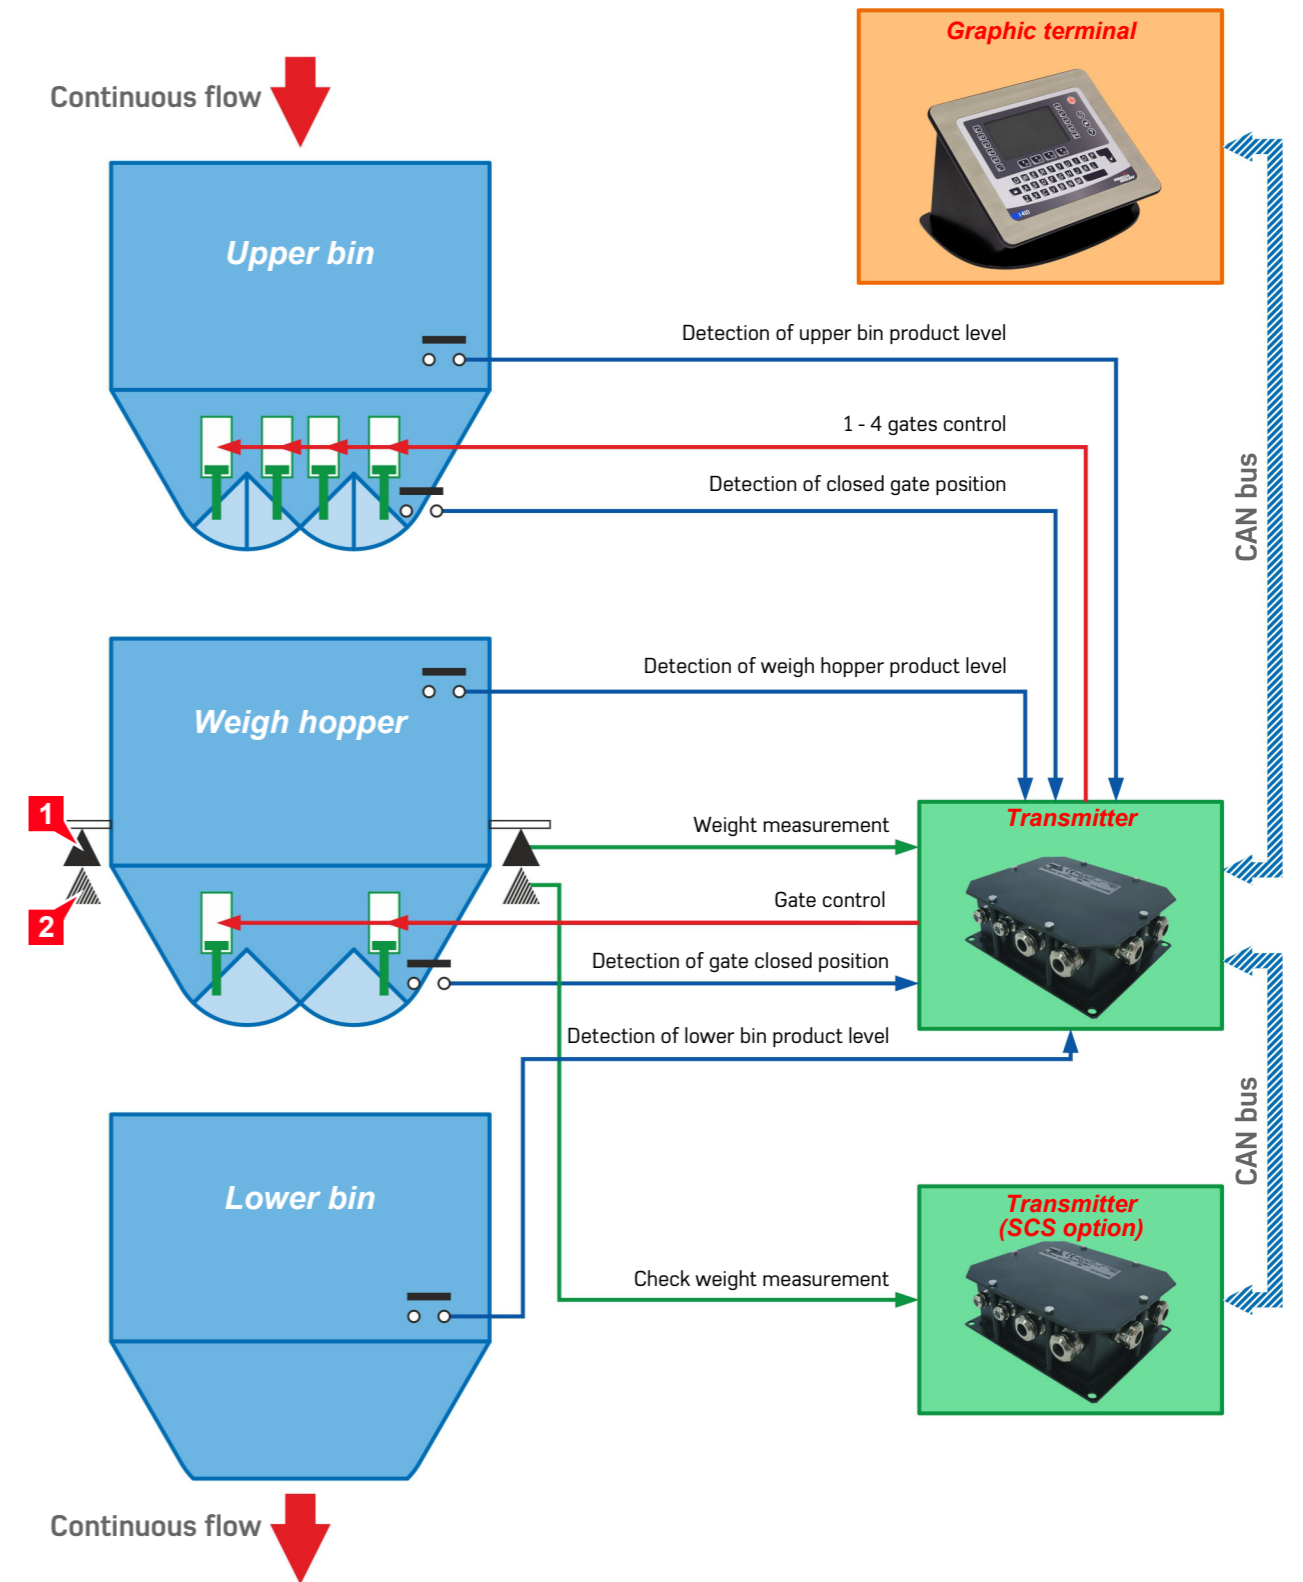 Graphic terminal
Continuous flow
Upper bin
Detection of upper bin product level
1 - 4 gates control
Detection of closed gate position
CAN bus
Detection of weigh hopper product level
Weigh hopper
1
Weight measurement
Transmitter
2
Gate control
Detection of gate closed position
Detection of lower bin product level
CAN bus
Lower bin
Transmitter
(SCS option)
Check weight measurement
Continuous flow